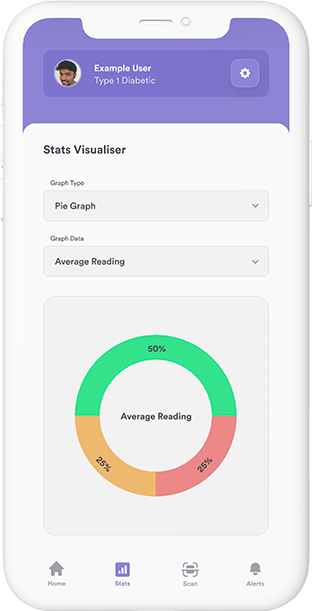 Example User
Type 1 Diabetic
Stats Visualiser
Graph Type
Pie Graph
Graph Data
Average Reading
50%
Average Reading
25%
25%
Home
Stats
Scan
Alerts